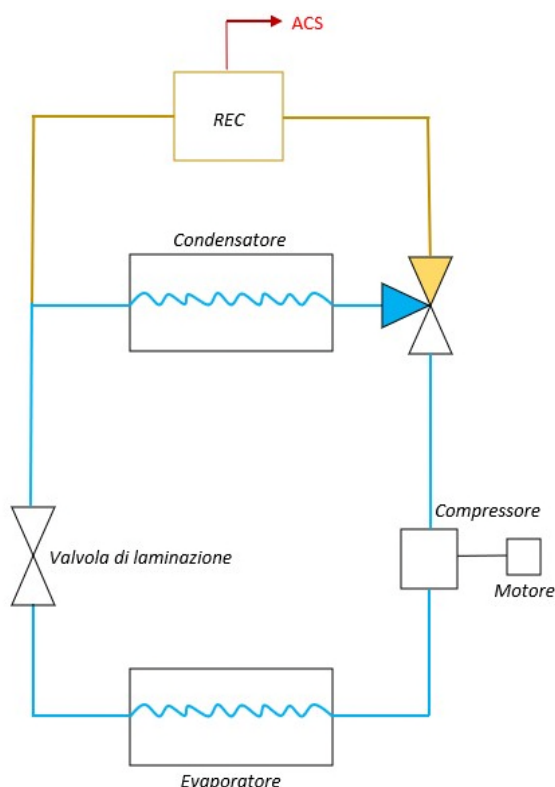 ACS
REC
Condensatore
Compressore
Valvola di laminazione
Motore
Evaporatore